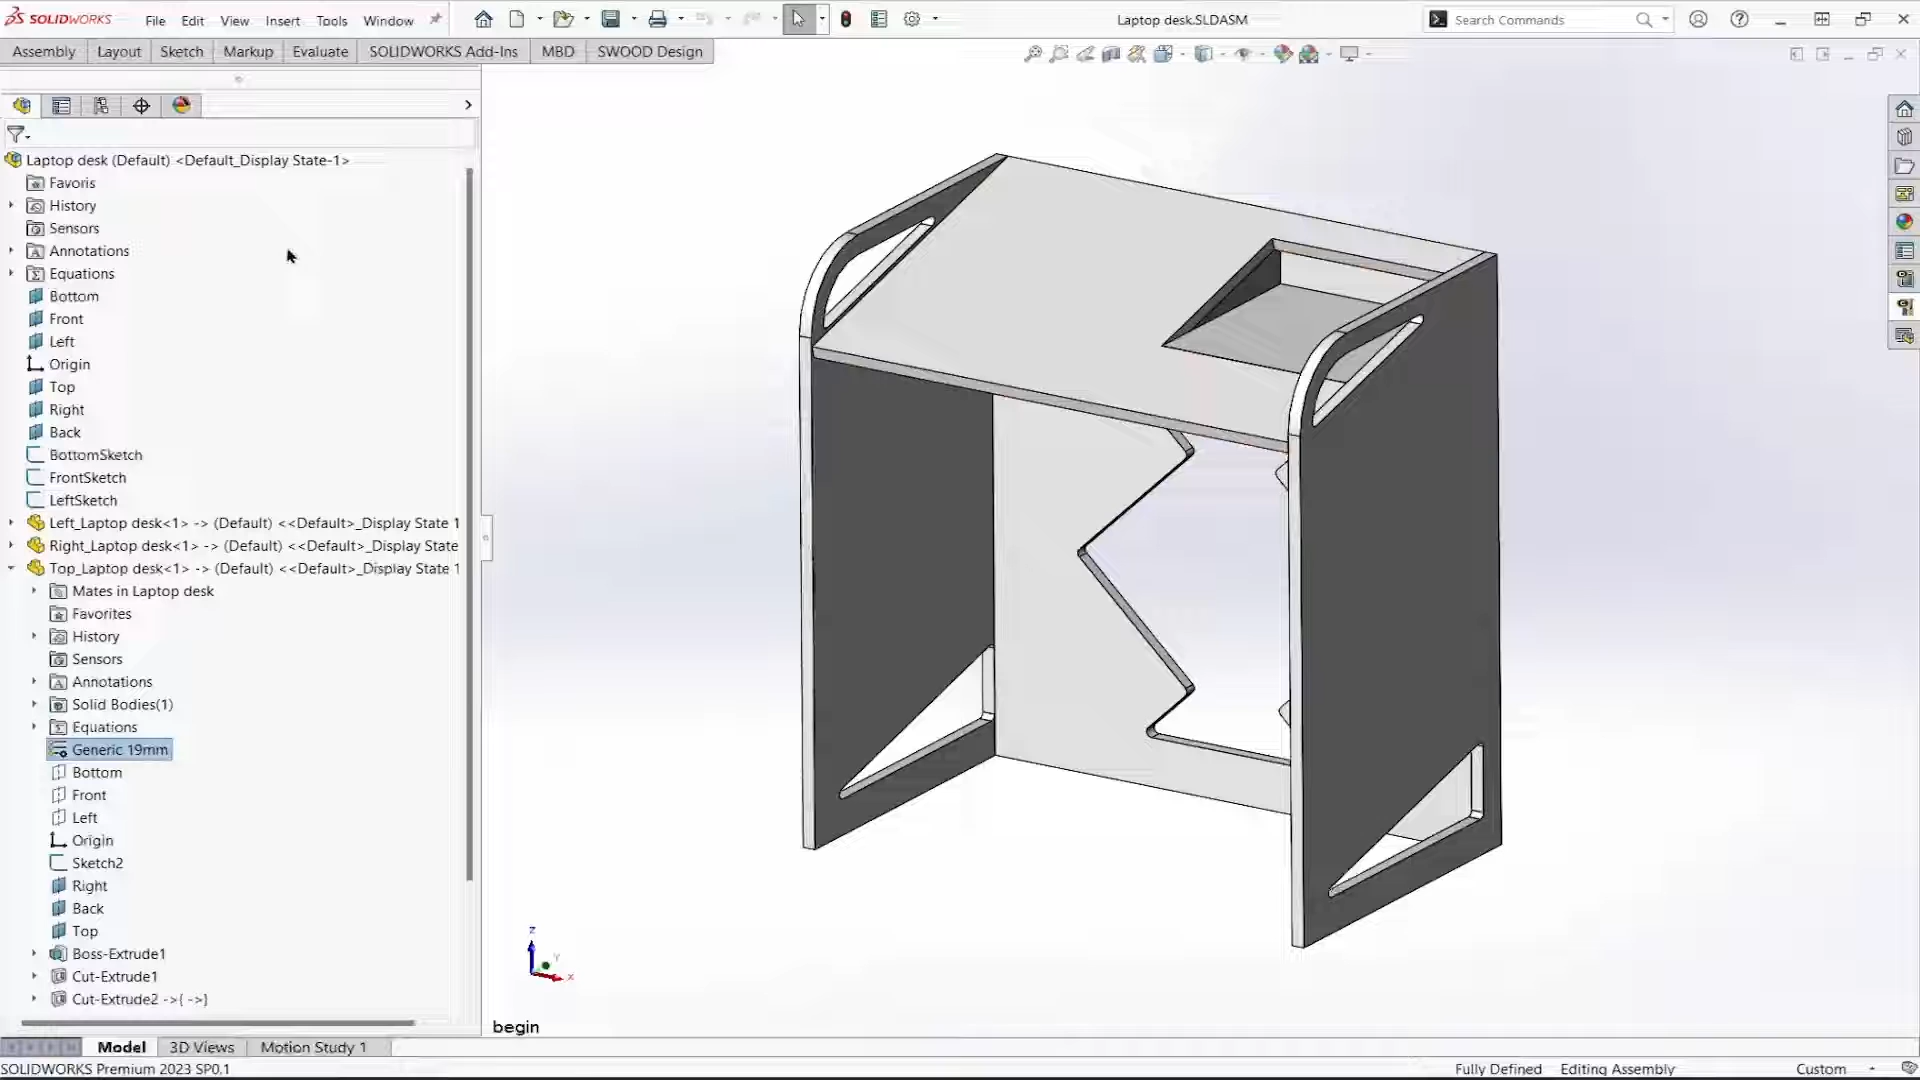 SOLIDWORKS File Edit View Insert Tools Window
Laptop desk.SLDASM
Search Commands
Assembly Layout Sketch Markup Evaluate SOLIDWORKS Add-Ins MBD SWOOD Design
Laptop desk (Default) <Default_Display State-1>
Favoris
History
Sensors
Annotations
Equations
Bottom
Front
Left
Origin
Top
Right
Back
BottomSketch
FrontSketch
LeftSketch
Left_Laptop desk<1> -> (Default) <<Default>_Display State 1
Right_Laptop desk<1> -> (Default) <<Default>_Display State
Top_Laptop desk<1> -> (Default) <<Default>_Display State 1
Mates in Laptop desk
Favorites
History
Sensors
Annotations
Solid Bodies(1)
Equations
Generic 19mm
Bottom
Front
Left
Origin
Sketch2
Right
Back
Top
Boss-Extrude1
Cut-Extrude1
Cut-Extrude2 ->{ ->}
z
Y
x
begin
Model 3D Views Motion Study 1
SOLIDWORKS Premium 2023 SP0.1
Fully Defined Editing Assembly Custom